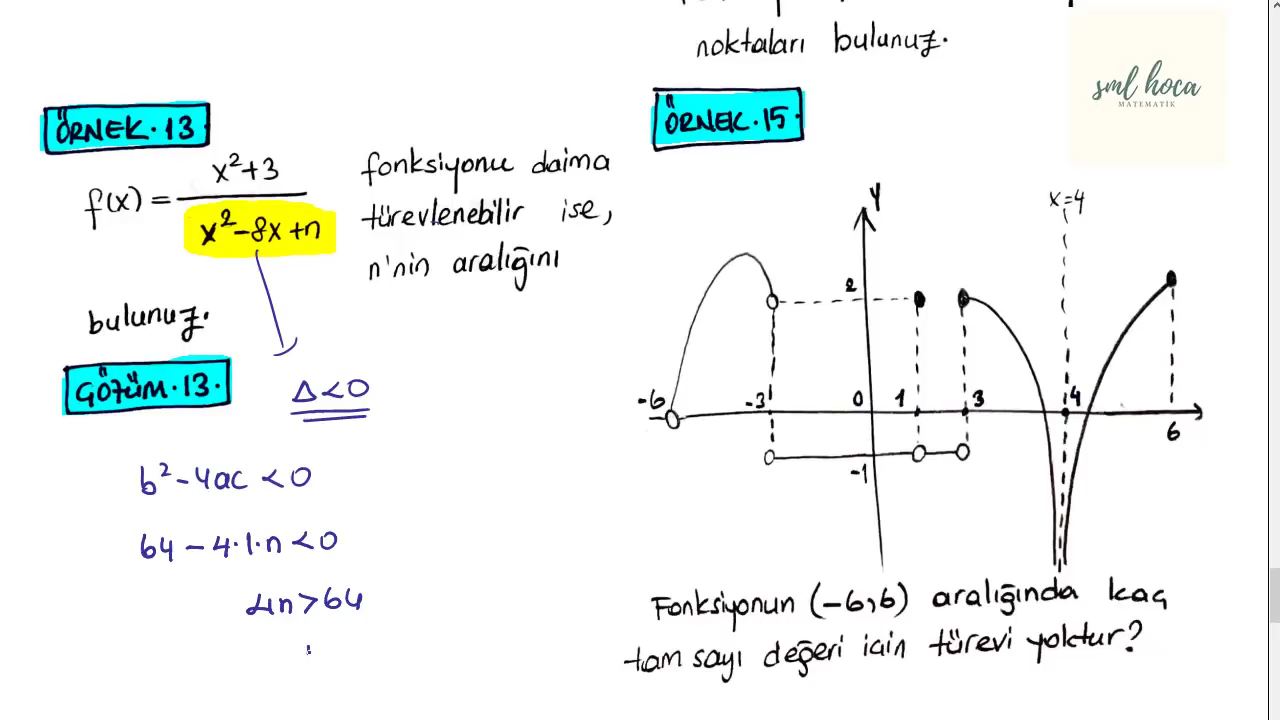 noktaları bulunuz.
ÖRNEK.13
f(x) = x²+3 / x²-8x+n
fonksiyonu daima
türevlenebilir ise,
n'nin aralığını
bulunuz.
ÇÖZÜM.13.
Δ<0
b²-4ac <0
64-4.1.n<0
4n>64
sml hoca
MATEMATİK
ÖRNEK.15.
y
x=4
2
-6
-3
0
1
3
4
6
-1
Fonksiyonun (-6,6) aralığında kaç
tam sayı değeri için türevi yoktur?